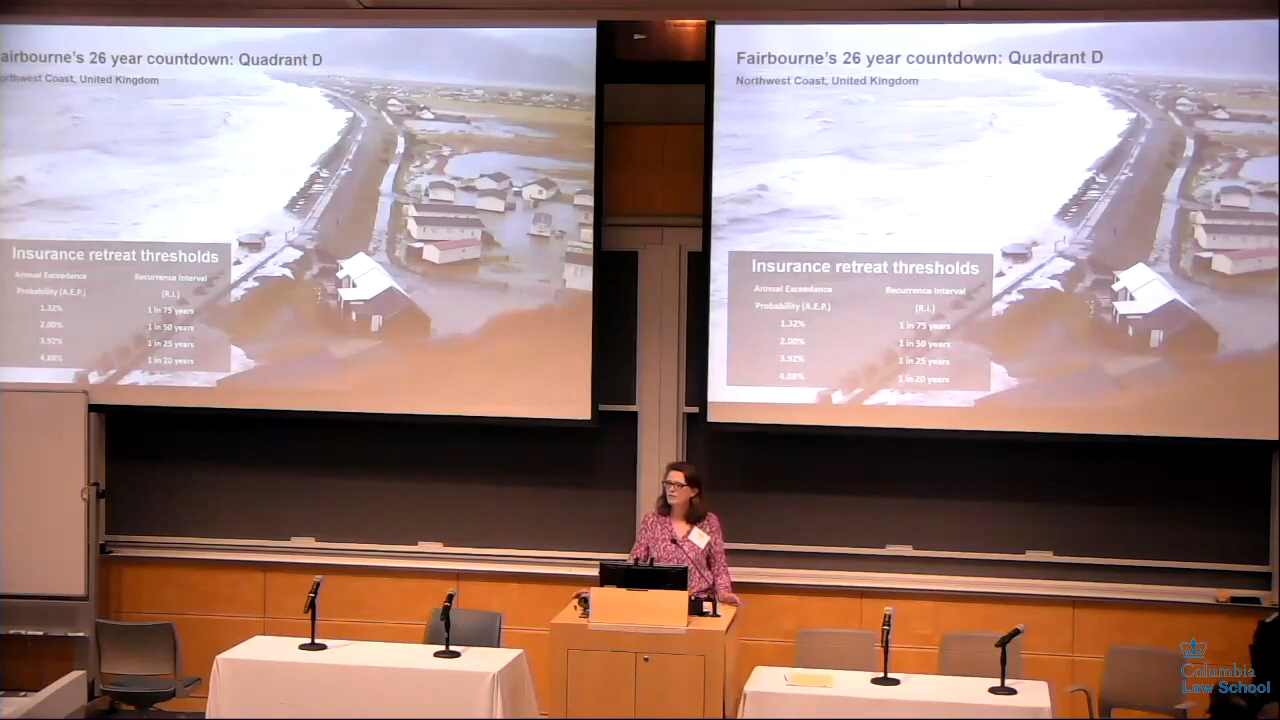 airbourne's 26 year countdown: Quadrant D
orthwest Coast, United Kingdom
Insurance retreat thresholds
Annual Exceedance Recurrence Interval
Probability (A.E.P.) (R.I.)
1.32% 1 in 75 years
2.00% 1 in 50 years
3.92% 1 in 25 years
4.88% 1 in 20 years
Fairbourne's 26 year countdown: Quadrant D
Northwest Coast, United Kingdom
Insurance retreat thresholds
Annual Exceedance Recurrence Interval
Probability (A.E.P.) (R.I.)
1.32% 1 in 75 years
2.00% 1 in 50 years
3.92% 1 in 25 years
4.88% 1 in 20 years
Columbia
Law School